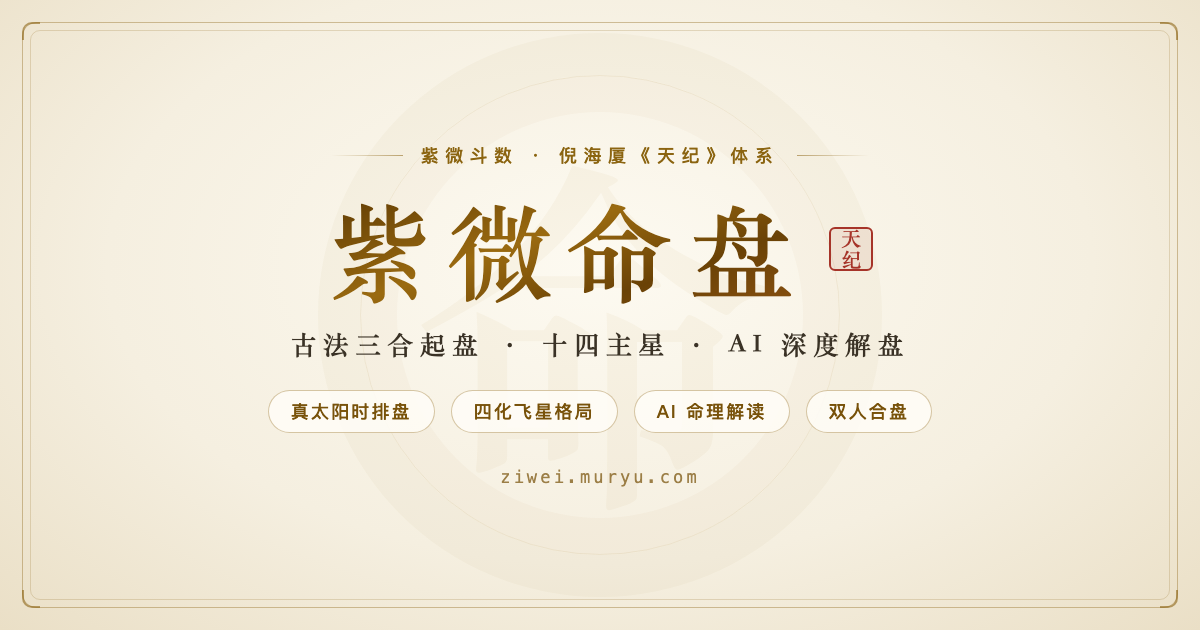 紫微斗数 · 倪海厦《天纪》体系
紫微命盘
天纪
古法三合起盘 · 十四主星 · AI 深度解盘
真太阳时排盘 四化飞星格局 AI 命理解读 双人合盘
ziwei.muryu.com
命